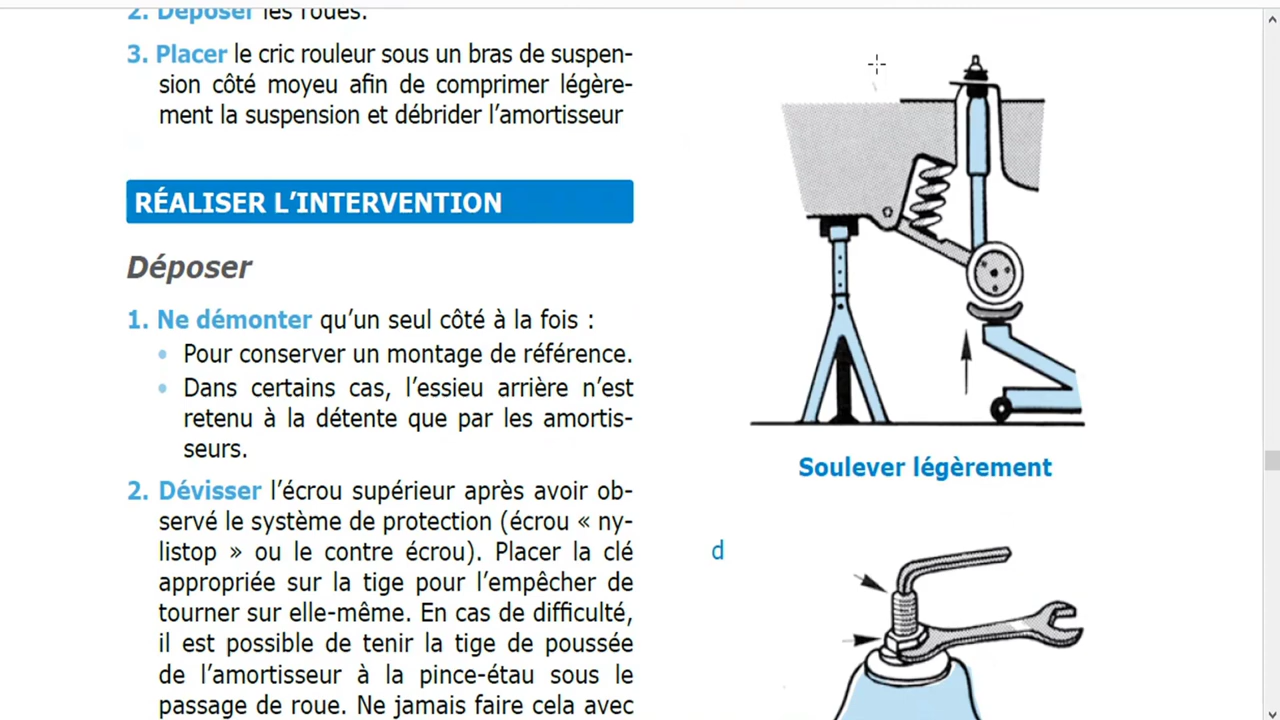 2. Déposer les roues.
3. Placer le cric rouleur sous un bras de suspen-
sion côté moyeu afin de comprimer légère-
ment la suspension et débrider l’amortisseur
RÉALISER L’INTERVENTION
Déposer
1. Ne démonter qu’un seul côté à la fois :
• Pour conserver un montage de référence.
• Dans certains cas, l’essieu arrière n’est
retenu à la détente que par les amortis-
seurs.
2. Dévisser l’écrou supérieur après avoir ob-
servé le système de protection (écrou « ny-
listop » ou le contre écrou). Placer la clé
appropriée sur la tige pour l’empêcher de
tourner sur elle-même. En cas de difficulté,
il est possible de tenir la tige de poussée
de l’amortisseur à la pince-étau sous le
passage de roue. Ne jamais faire cela avec
Soulever légèrement
d